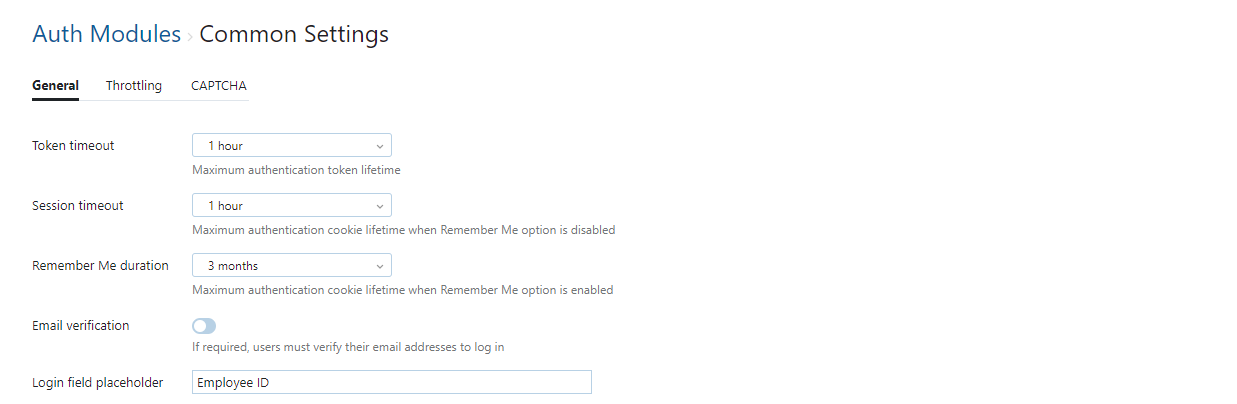 Auth Modules › Common Settings
General Throttling CAPTCHA
Token timeout 1 hour
Maximum authentication token lifetime
Session timeout 1 hour
Maximum authentication cookie lifetime when Remember Me option is disabled
Remember Me duration 3 months
Maximum authentication cookie lifetime when Remember Me option is enabled
Email verification
If required, users must verify their email addresses to log in
Login field placeholder Employee ID